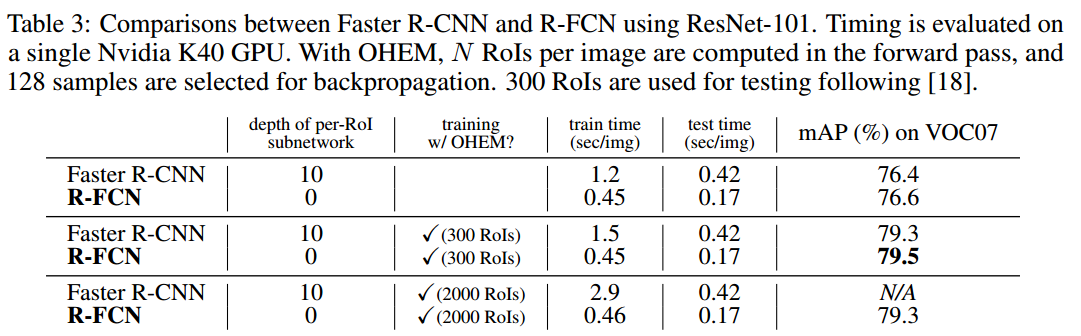 Table 3: Comparisons between Faster R-CNN and R-FCN using ResNet-101. Timing is evaluated on
a single Nvidia K40 GPU. With OHEM, N RoIs per image are computed in the forward pass, and
128 samples are selected for backpropagation. 300 RoIs are used for testing following [18].
depth of per-RoI subnetwork training w/ OHEM? train time (sec/img) test time (sec/img) mAP (%) on VOC07
Faster R-CNN 10 1.2 0.42 76.4
R-FCN 0 0.45 0.17 76.6
Faster R-CNN 10 ✓(300 RoIs) 1.5 0.42 79.3
R-FCN 0 ✓(300 RoIs) 0.45 0.17 79.5
Faster R-CNN 10 ✓(2000 RoIs) 2.9 0.42 N/A
R-FCN 0 ✓(2000 RoIs) 0.46 0.17 79.3